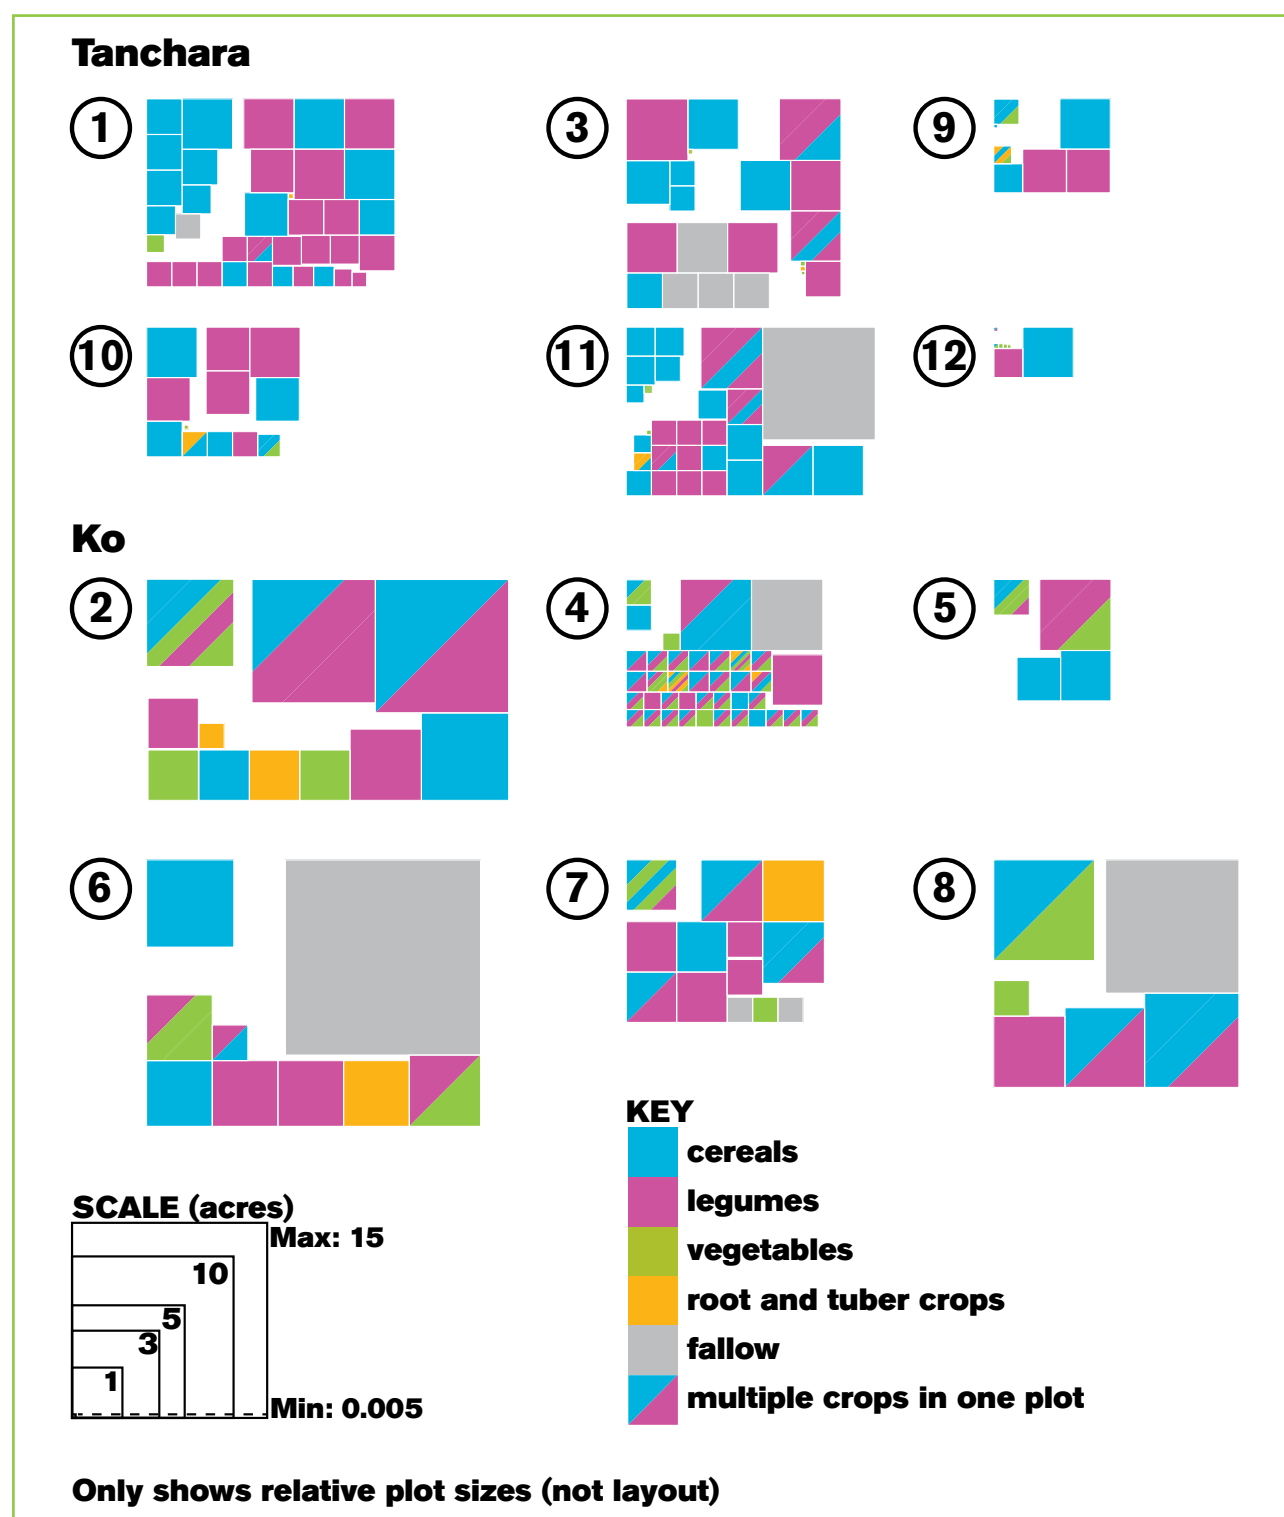 Tanchara
1
3
9
10
11
12
Ko
2
4
5
6
7
8
KEY
cereals
legumes
vegetables
root and tuber crops
fallow
multiple crops in one plot
SCALE (acres)
Max: 15
10
5
3
1
Min: 0.005
Only shows relative plot sizes (not layout)